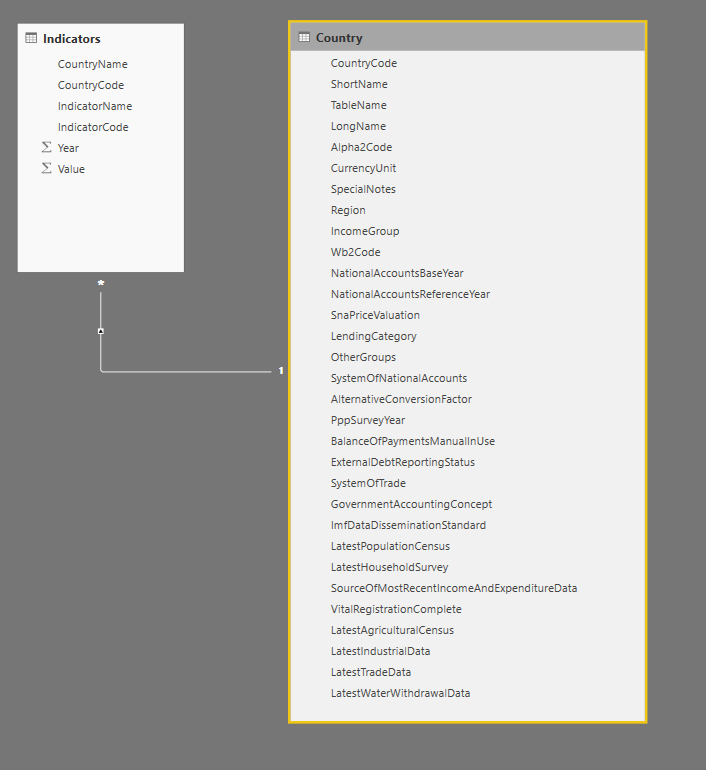 Indicators
CountryName
CountryCode
IndicatorName
IndicatorCode
Σ Year
Σ Value
*
1
Country
CountryCode
ShortName
TableName
LongName
Alpha2Code
CurrencyUnit
SpecialNotes
Region
IncomeGroup
Wb2Code
NationalAccountsBaseYear
NationalAccountsReferenceYear
SnaPriceValuation
LendingCategory
OtherGroups
SystemOfNationalAccounts
AlternativeConversionFactor
PppSurveyYear
BalanceOfPaymentsManualInUse
ExternalDebtReportingStatus
SystemOfTrade
GovernmentAccountingConcept
ImfDataDisseminationStandard
LatestPopulationCensus
LatestHouseholdSurvey
SourceOfMostRecentIncomeAndExpenditureData
VitalRegistrationComplete
LatestAgriculturalCensus
LatestIndustrialData
LatestTradeData
LatestWaterWithdrawalData